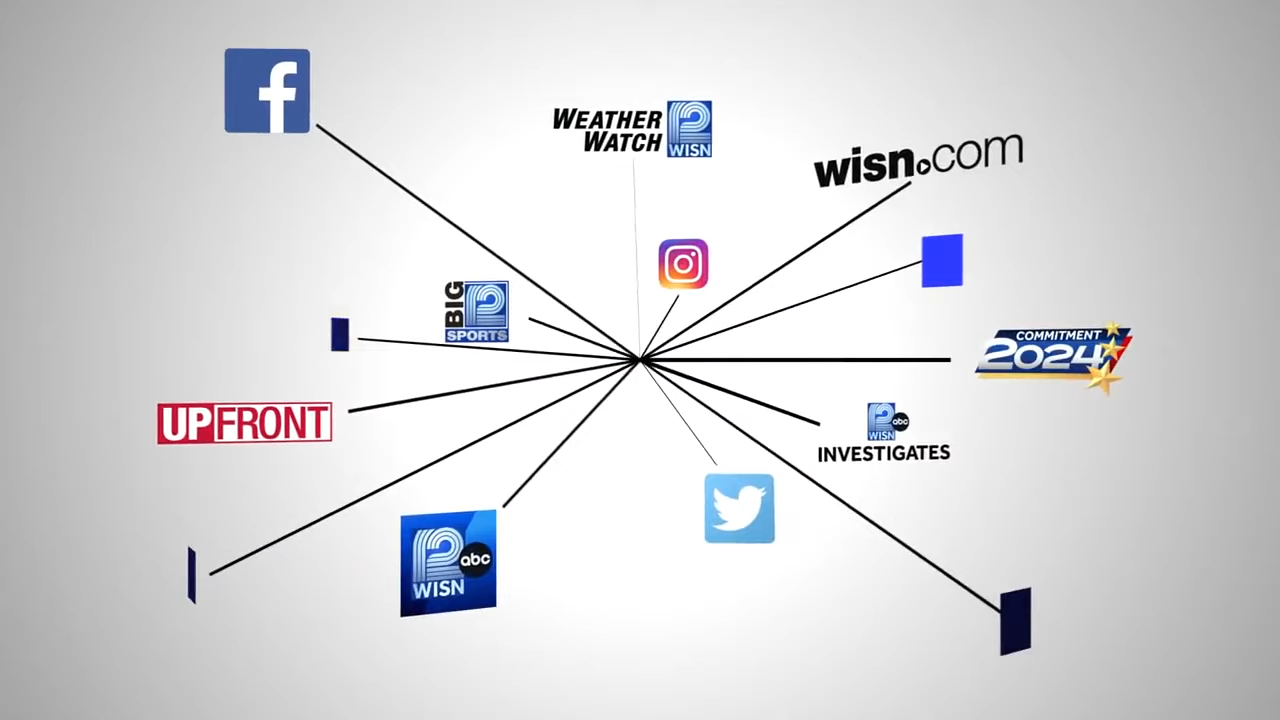 f
WEATHER
WATCH
12
WISN
wisn.com
BIG
12
SPORTS
COMMITMENT
2024
UPFRONT
12
WISN
abc
INVESTIGATES
12
abc
WISN